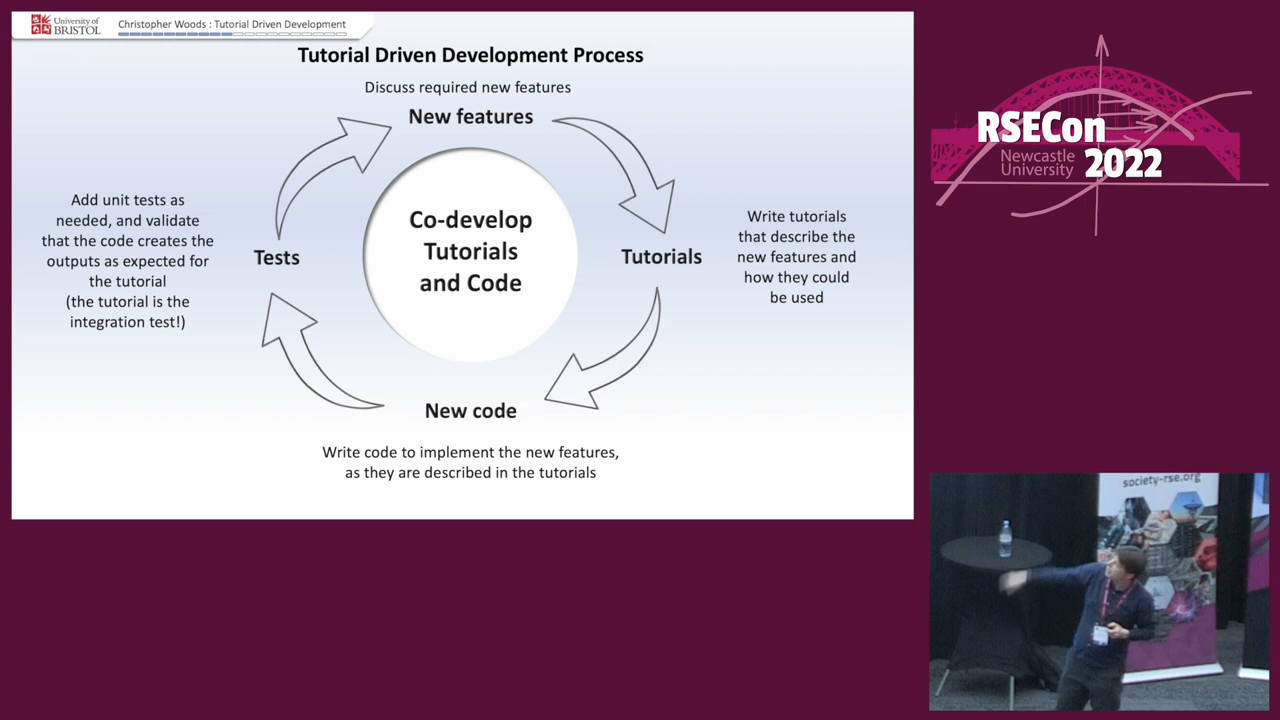 University of
BRISTOL
Christopher Woods : Tutorial Driven Development
Tutorial Driven Development Process
Discuss required new features
New features
Co-develop
Tutorials
and Code
Tutorials
Write tutorials
that describe the
new features and
how they could
be used
New code
Write code to implement the new features,
as they are described in the tutorials
Tests
Add unit tests as
needed, and validate
that the code creates the
outputs as expected for
the tutorial
(the tutorial is the
integration test!)
RSECon
Newcastle
University
2022
society-rse.org